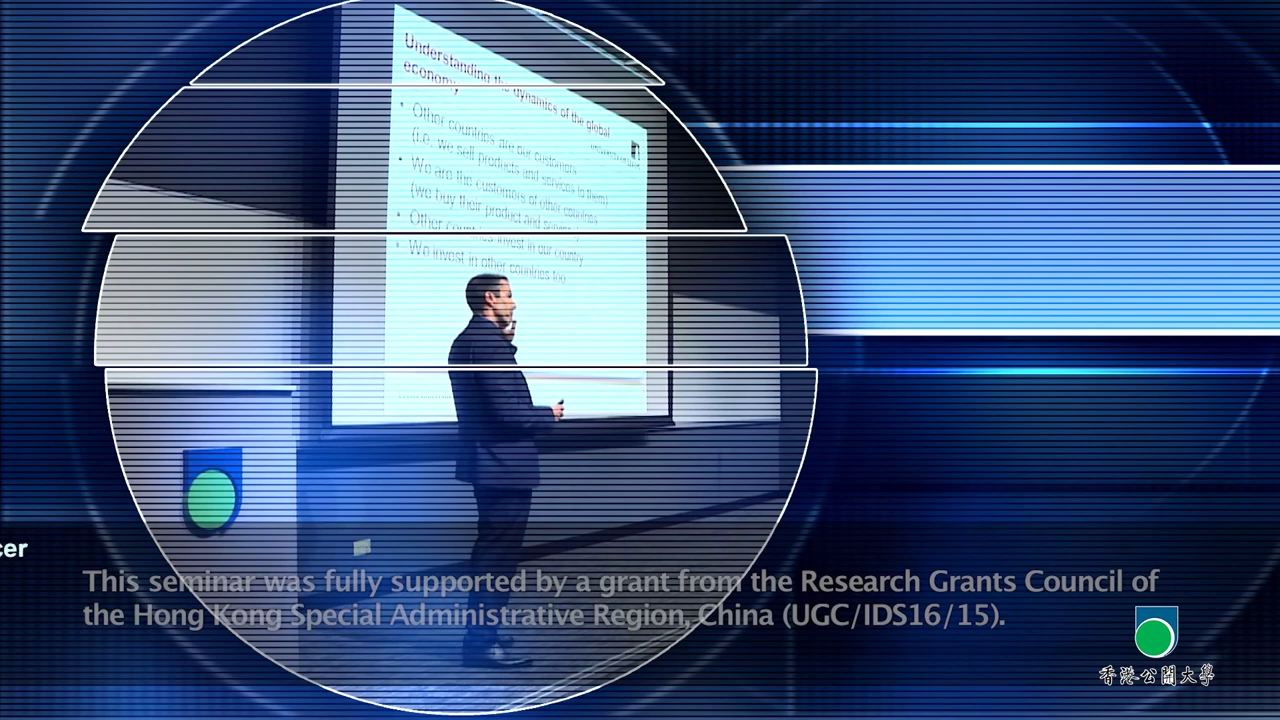 Understanding the dynamics of the global
economy
• Other countries are our customers
(i.e. we sell products and services to them)
• We are the customers of other countries
(we buy their product and
• Other countries invest in our country
• We invest in other countries too
cer
This seminar was fully supported by a grant from the Research Grants Council of
the Hong Kong Special Administrative Region, China (UGC/IDS16/15).
香港公開大學